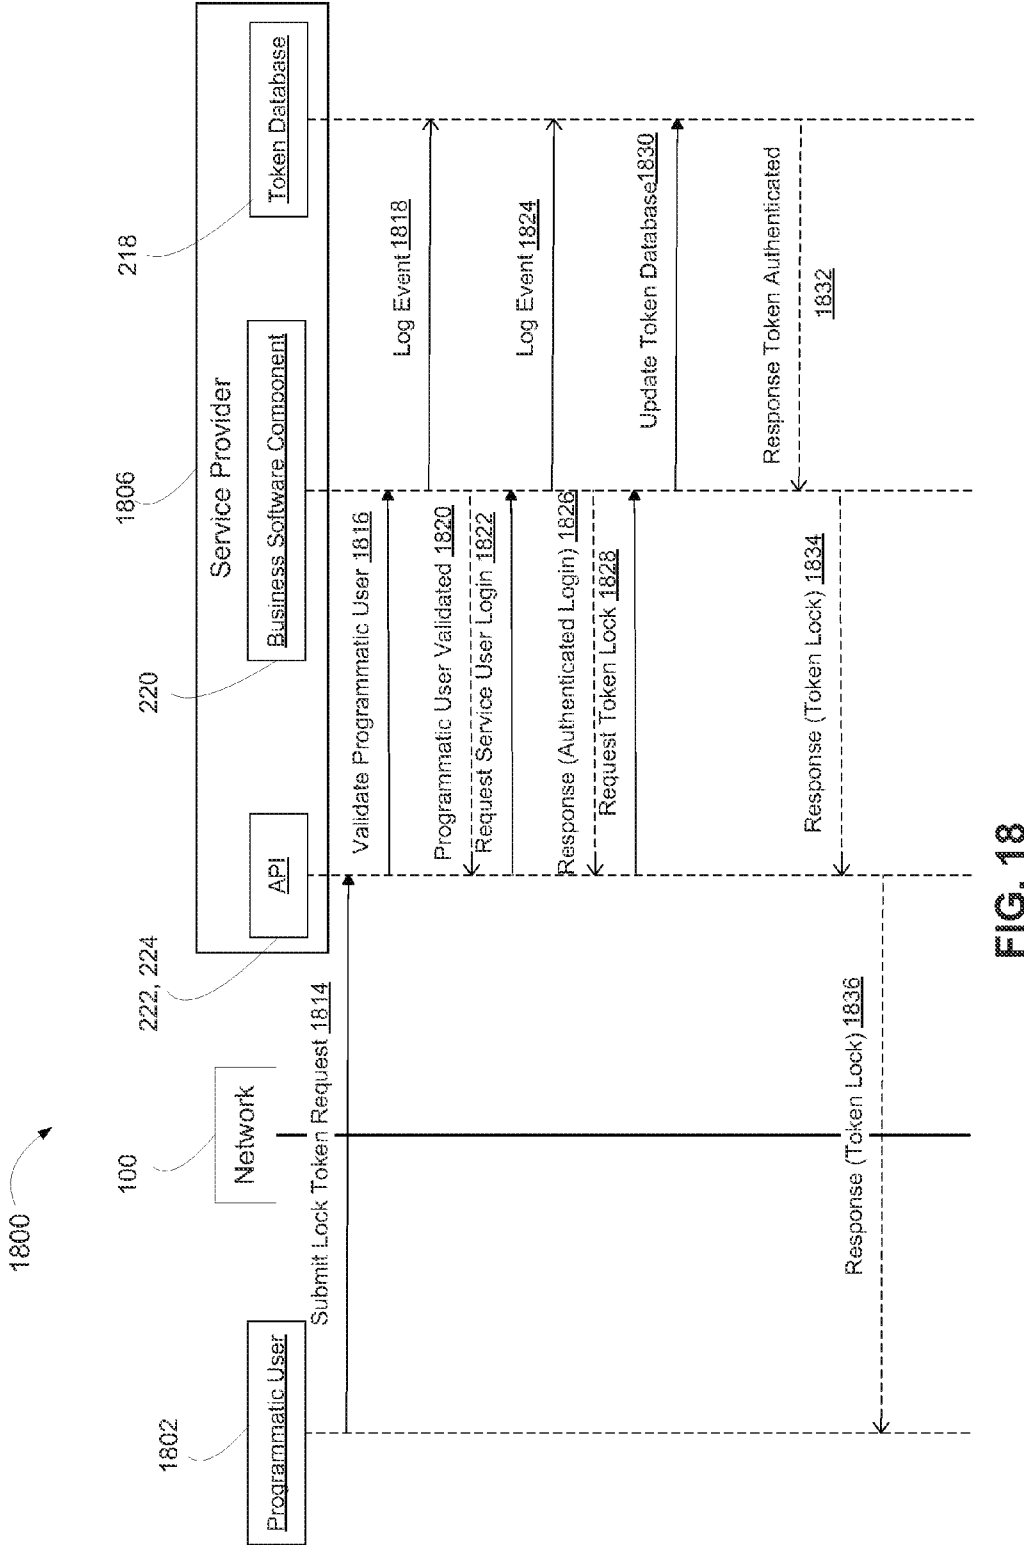 1800
1802
Programmatic User
100
Network
1806
Service Provider
222, 224
API
220
Business Software Component
218
Token Database
Submit Lock Token Request 1814
Validate Programmatic User 1816
Log Event 1818
Programmatic User Validated 1820
Request Service User Login 1822
Log Event 1824
Response (Authenticated Login) 1826
Request Token Lock 1828
Update Token Database 1830
Response Token Authenticated
1832
Response (Token Lock) 1834
Response (Token Lock) 1836
FIG. 18